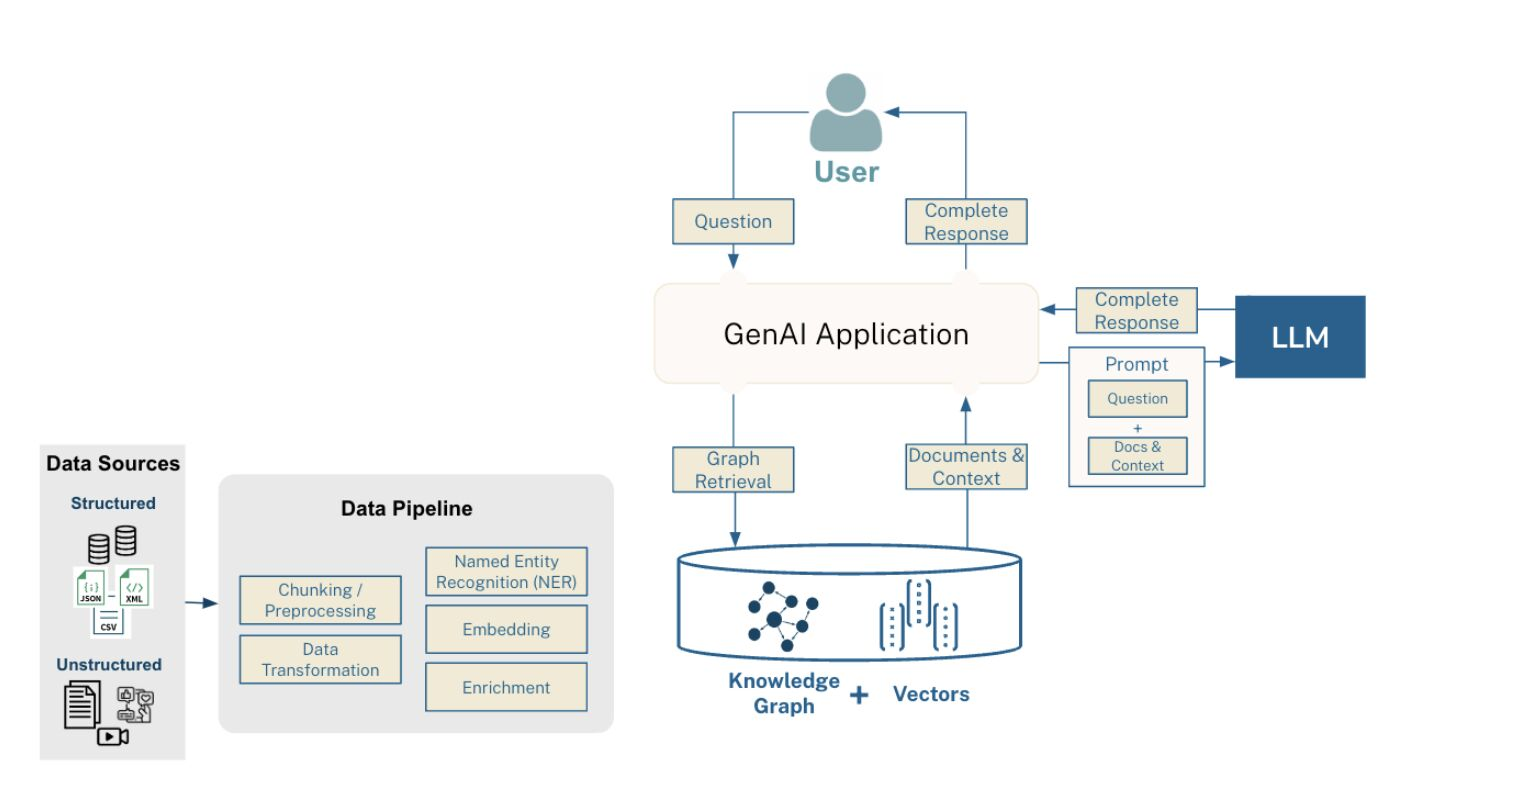 User
Question
Complete
Response
GenAI Application
Complete
Response
LLM
Prompt
Question
+
Docs &
Context
Graph
Retrieval
Documents &
Context
Data Sources
Structured
{;}
JSON
</>
XML
CSV
Unstructured
Data Pipeline
Chunking /
Preprocessing
Data
Transformation
Named Entity
Recognition (NER)
Embedding
Enrichment
Knowledge
Graph
+
Vectors